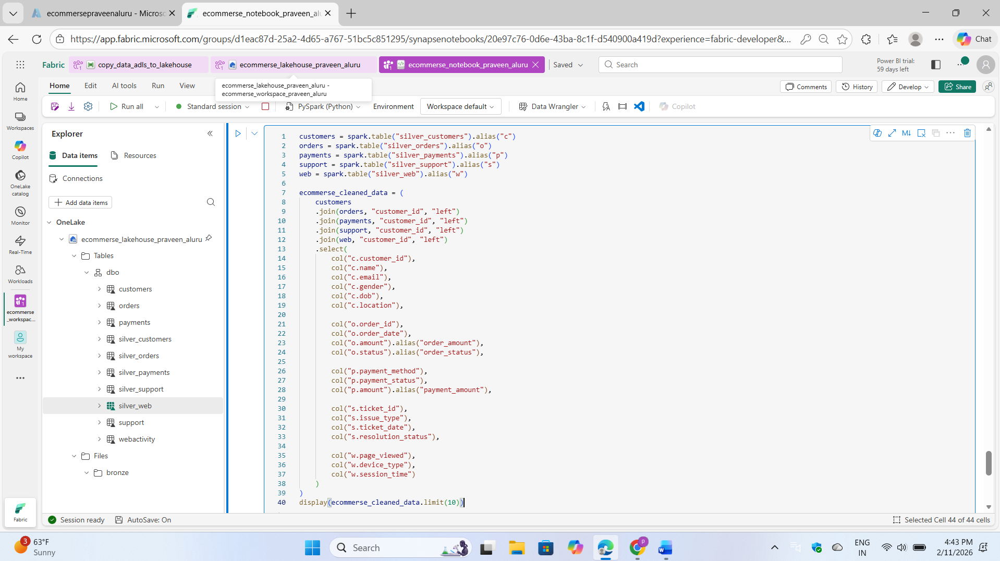 ecommersepraveenaluru - Microso
ecommerse_notebook_praveen_alu
https://app.fabric.microsoft.com/groups/d1eac87d-25a2-4d65-a767-51bc5c851295/synapsenotebooks/20e97c76-0d6e-43ba-8c1f-d540900a419d?experience=fabric-developer&...
Chat
Fabric
copy_data_adls_to_lakehouse
ecommerse_lakehouse_praveen_aluru
ecommerse_notebook_praveen_aluru
Saved
Search
Power BI trial:
59 days left
Home
Edit
AI tools
Run
View
ecommerse_lakehouse_praveen_aluru -
ecommerse_workspace_praveen_aluru
Comments
History
Develop
Share
Run all
Standard session
PySpark (Python)
Environment
Workspace default
Data Wrangler
Copilot
Home
Workspaces
Copilot
OneLake
catalog
Monitor
Real-Time
Workloads
ecommerse
_workspac...
My
workspace
Fabric
Explorer
Data items
Resources
Connections
Add data items
OneLake
ecommerse_lakehouse_praveen_aluru
Tables
dbo
customers
orders
payments
silver_customers
silver_orders
silver_payments
silver_support
silver_web
support
webactivity
Files
bronze
1 customers = spark.table("silver_customers").alias("c")
2 orders = spark.table("silver_orders").alias("o")
3 payments = spark.table("silver_payments").alias("p")
4 support = spark.table("silver_support").alias("s")
5 web = spark.table("silver_web").alias("w")
6
7 ecommerse_cleaned_data = (
8 customers
9 .join(orders, "customer_id", "left")
10 .join(payments, "customer_id", "left")
11 .join(support, "customer_id", "left")
12 .join(web, "customer_id", "left")
13 .select(
14 col("c.customer_id"),
15 col("c.name"),
16 col("c.email"),
17 col("c.gender"),
18 col("c.dob"),
19 col("c.location"),
20
21 col("o.order_id"),
22 col("o.order_date"),
23 col("o.amount").alias("order_amount"),
24 col("o.status").alias("order_status"),
25
26 col("p.payment_method"),
27 col("p.payment_status"),
28 col("p.amount").alias("payment_amount"),
29
30 col("s.ticket_id"),
31 col("s.issue_type"),
32 col("s.ticket_date"),
33 col("s.resolution_status"),
34
35 col("w.page_viewed"),
36 col("w.device_type"),
37 col("w.session_time")
38 )
39 )
40 display(ecommerse_cleaned_data.limit(10))
M↓
Session ready
AutoSave: On
Selected Cell 44 of 44 cells
3
63°F
Sunny
Search
P
ENG
IN
4:43 PM
2/11/2026